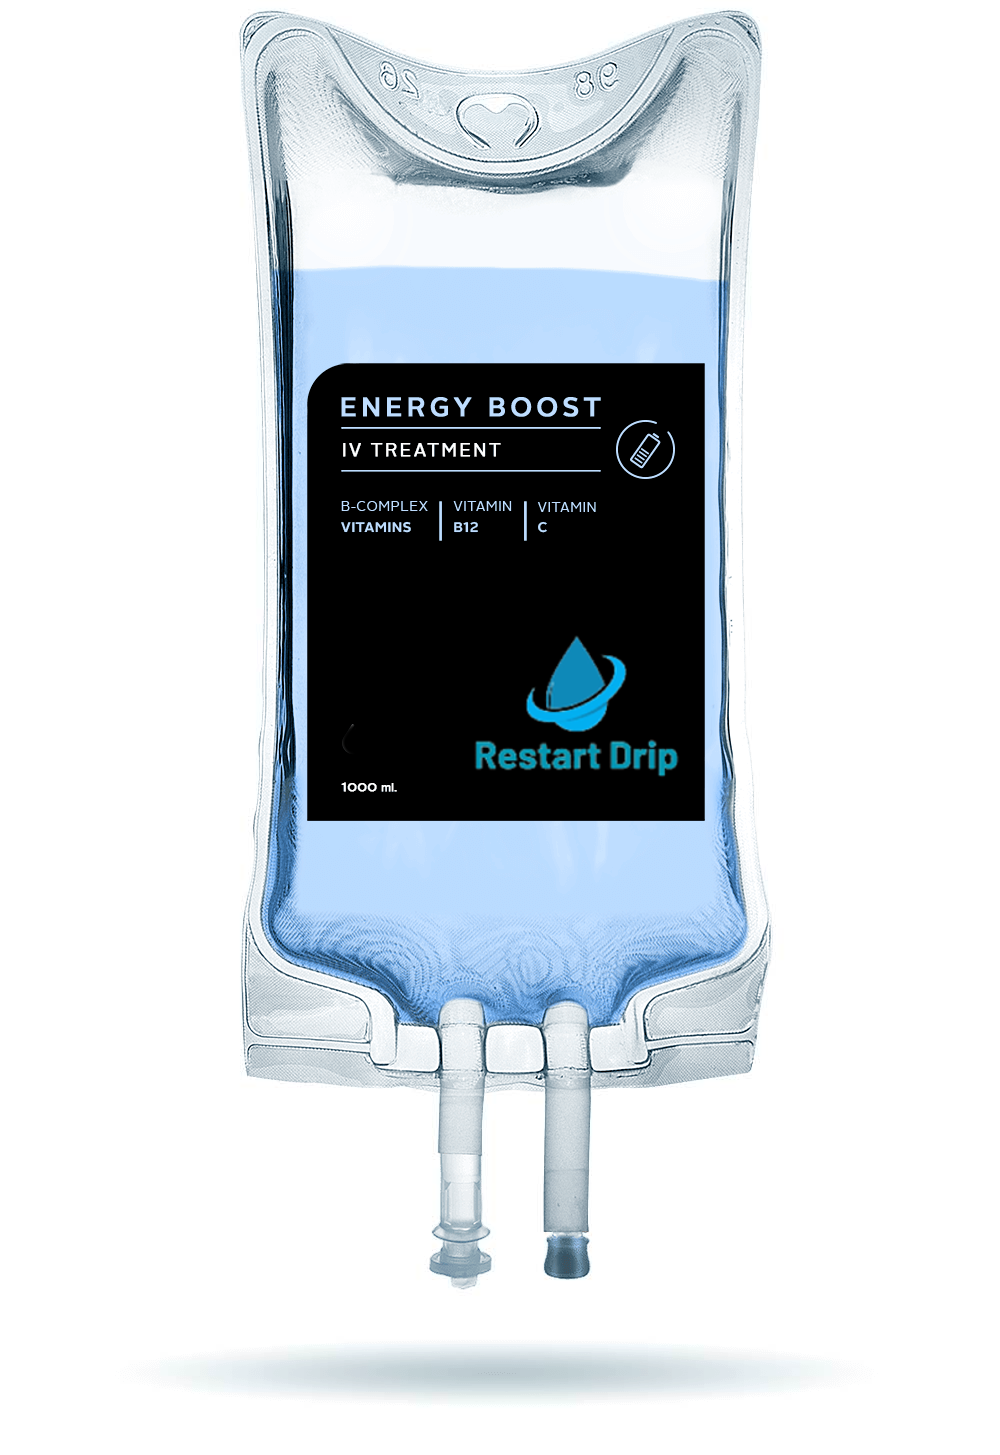 ENERGY BOOST
IV TREATMENT
B-COMPLEX VITAMINS
VITAMIN B12
VITAMIN C
Restart Drip
1000 ml.